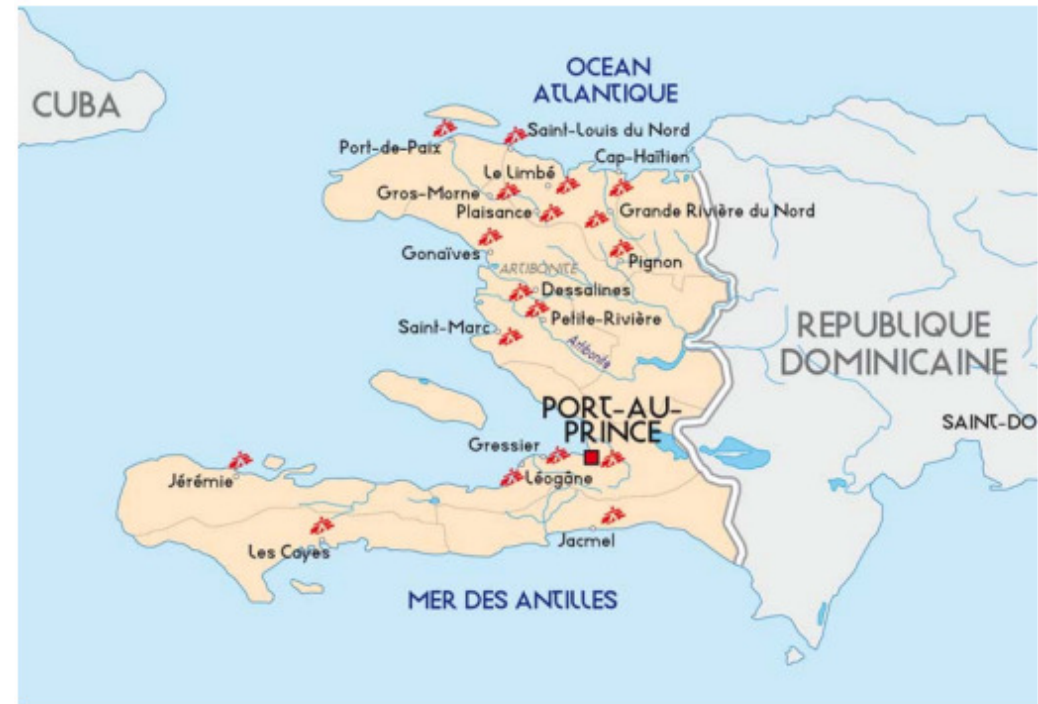 OCEAN
ATLANTIQUE
CUBA
Saint-Louis du Nord
Port-de-Paix
Cap-Haïtien
Le Limbé
Gros-Morne
Plaisance
Grande Rivière du Nord
Gonaïves
Pignon
ARTIBONITE
Dessalines
Petite-Rivière
Saint-Marc
Artibonite
REPUBLIQUE
DOMINICAINE
PORT-AU-
PRINCE
SAINT-DO
Gressier
Léogâne
Jérémie
Jacmel
Les Cayes
MER DES ANTILLES